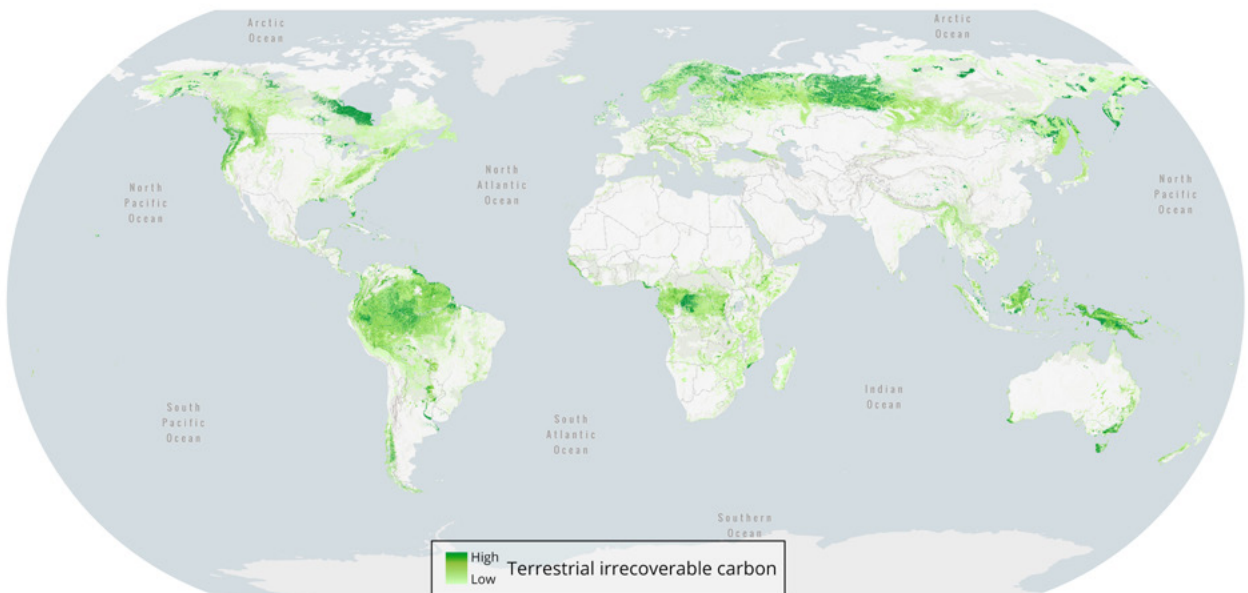 Arctic
Ocean
Arctic
Ocean
North
Pacific
Ocean
North
Atlantic
Ocean
North
Pacific
Ocean
South
Pacific
Ocean
South
Atlantic
Ocean
Indian
Ocean
Southern
Ocean
High
Low
Terrestrial irrecoverable carbon